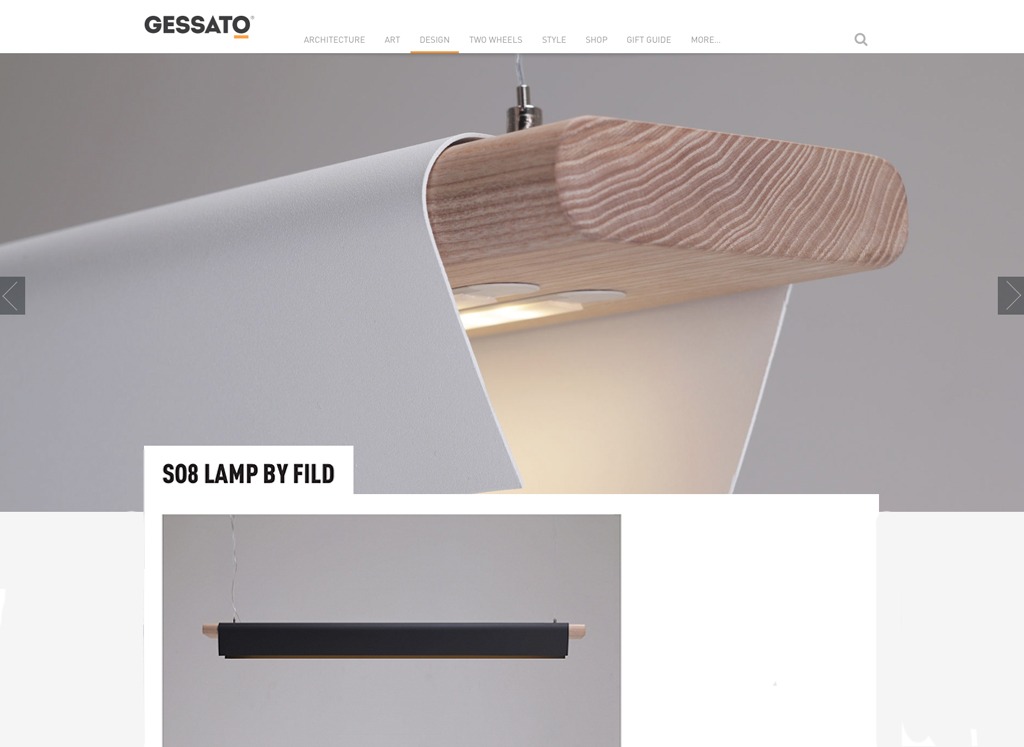 GESSATO
ARCHITECTURE ART DESIGN TWO WHEELS STYLE SHOP GIFT GUIDE MORE...
S08 LAMP BY FILD